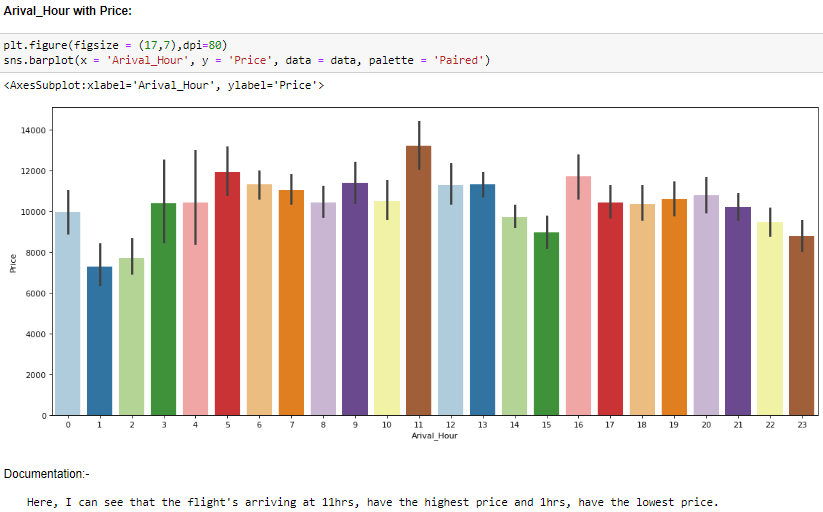 Arival_Hour with Price:
plt.figure(figsize = (17,7),dpi=80)
sns.barplot(x = 'Arival_Hour', y = 'Price', data = data, palette = 'Paired')
<AxesSubplot:xlabel='Arival_Hour', ylabel='Price'>
14000
12000
10000
8000
6000
4000
2000
0
Price
0 1 2 3 4 5 6 7 8 9 10 11 12 13 14 15 16 17 18 19 20 21 22 23
Arival_Hour
Documentation:-
Here, I can see that the flight's arriving at 11hrs, have the highest price and 1hrs, have the lowest price.